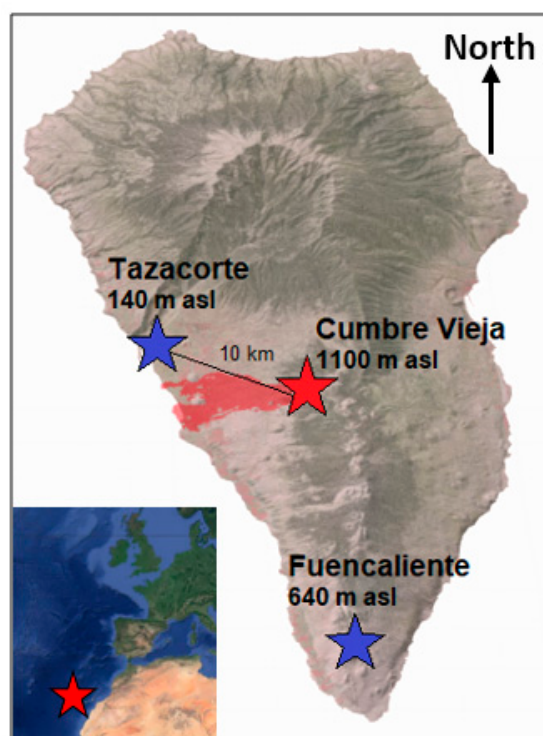 North
Tazacorte
140 m asl
10 km
Cumbre Vieja
1100 m asl
Fuencaliente
640 m asl